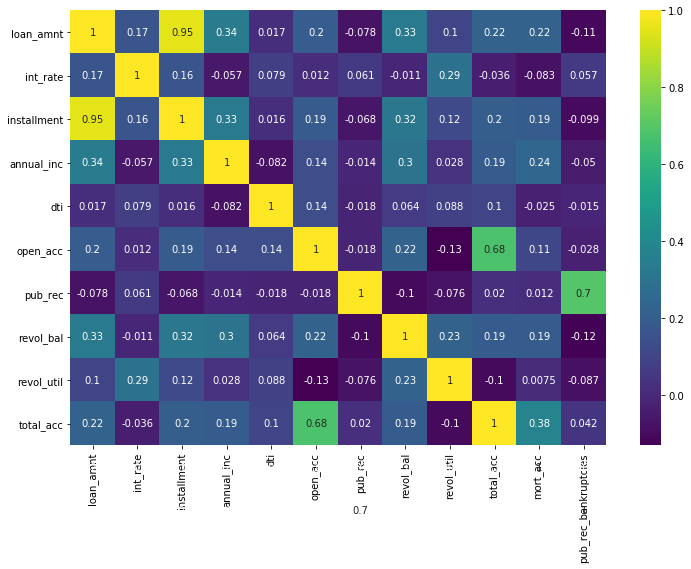 loan_amnt 1 0.17 0.95 0.34 0.017 0.2 -0.078 0.33 0.1 0.22 0.22 -0.11
int_rate 0.17 1 0.16 -0.057 0.079 0.012 0.061 -0.011 0.29 -0.036 -0.083 0.057
installment 0.95 0.16 1 0.33 0.016 0.19 -0.068 0.32 0.12 0.2 0.19 -0.099
annual_inc 0.34 -0.057 0.33 1 -0.082 0.14 -0.014 0.3 0.028 0.19 0.24 -0.05
dti 0.017 0.079 0.016 -0.082 1 0.14 -0.018 0.064 0.088 0.1 -0.025 -0.015
open_acc 0.2 0.012 0.19 0.14 0.14 1 -0.018 0.22 -0.13 0.68 0.11 -0.028
pub_rec -0.078 0.061 -0.068 -0.014 -0.018 -0.018 1 -0.1 -0.076 0.02 0.012 0.7
revol_bal 0.33 -0.011 0.32 0.3 0.064 0.22 -0.1 1 0.23 0.19 0.19 -0.12
revol_util 0.1 0.29 0.12 0.028 0.088 -0.13 -0.076 0.23 1 -0.1 0.0075 -0.087
total_acc 0.22 -0.036 0.2 0.19 0.1 0.68 0.02 0.19 -0.1 1 0.38 0.042
loan_amnt int_rate installment annual_inc dti open_acc pub_rec revol_bal revol_util total_acc mort_acc pub_rec_bankruptcies
0.7
1.0
0.8
0.6
0.4
0.2
0.0